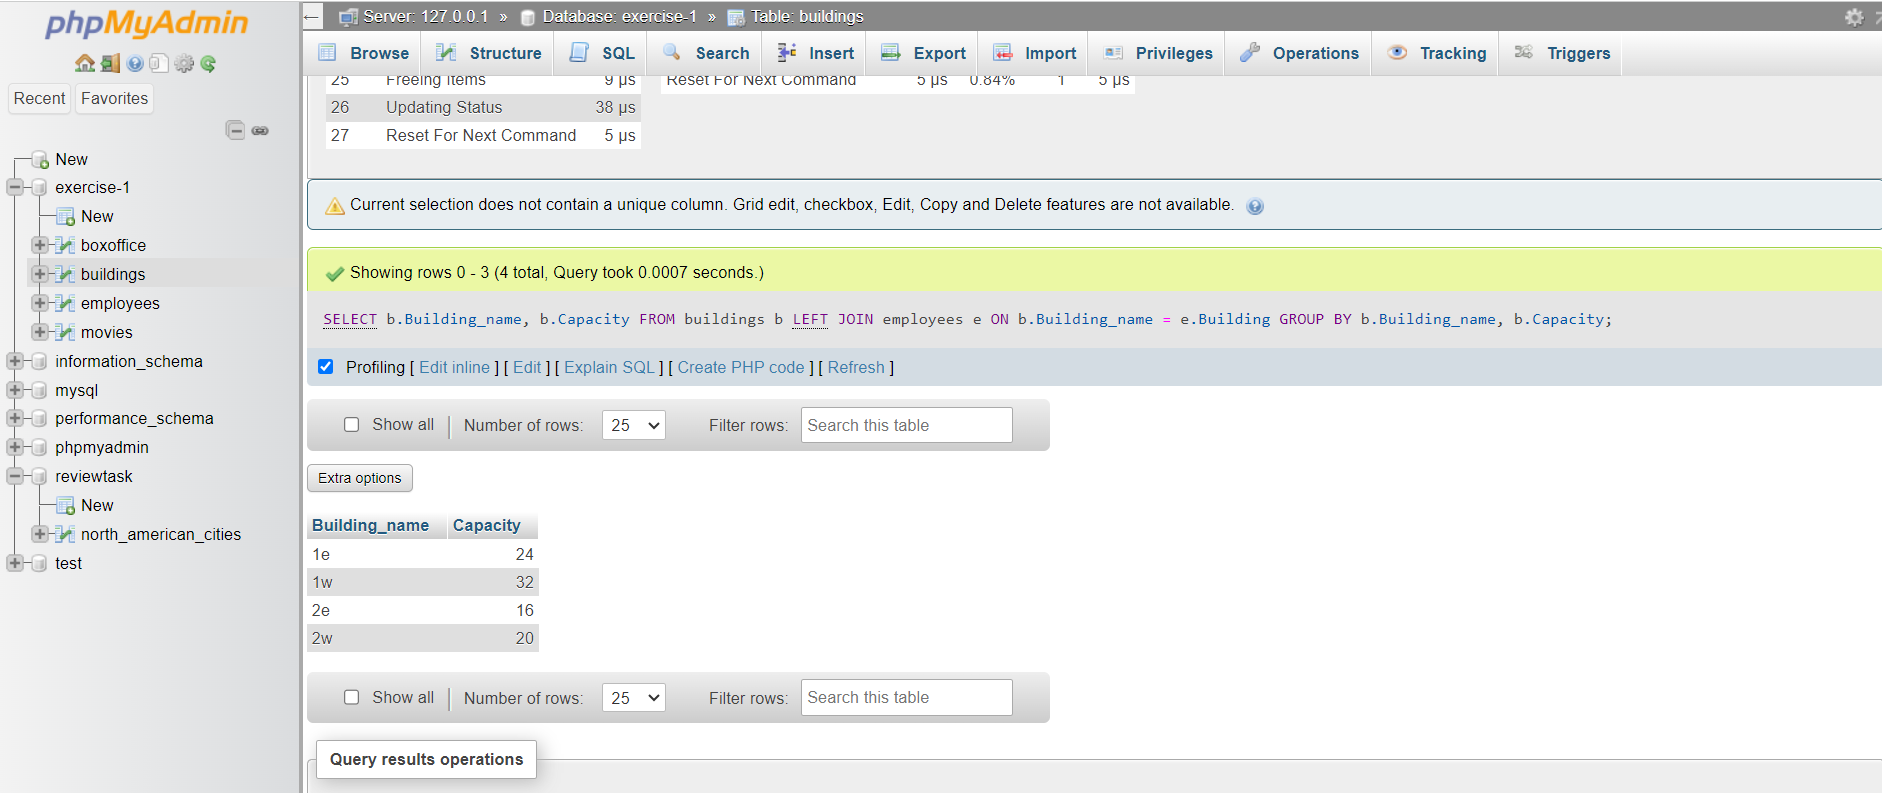 phpMyAdmin
Recent
Favorites
New
exercise-1
New
boxoffice
buildings
employees
movies
information_schema
mysql
performance_schema
phpmyadmin
reviewtask
New
north_american_cities
test
Server: 127.0.0.1 » Database: exercise-1 » Table: buildings
Browse Structure SQL Search Insert Export Import Privileges Operations Tracking Triggers
25 Freeing Items 9 µs Reset For Next Command 5 µs 0.84% 1 5 µs
26 Updating Status 38 µs
27 Reset For Next Command 5 µs
Current selection does not contain a unique column. Grid edit, checkbox, Edit, Copy and Delete features are not available.
Showing rows 0 - 3 (4 total, Query took 0.0007 seconds.)
SELECT b.Building_name, b.Capacity FROM buildings b LEFT JOIN employees e ON b.Building_name = e.Building GROUP BY b.Building_name, b.Capacity;
Profiling [ Edit inline ] [ Edit ] [ Explain SQL ] [ Create PHP code ] [ Refresh ]
Show all Number of rows: 25 Filter rows: Search this table
Extra options
Building_name Capacity
1e 24
1w 32
2e 16
2w 20
Show all Number of rows: 25 Filter rows: Search this table
Query results operations